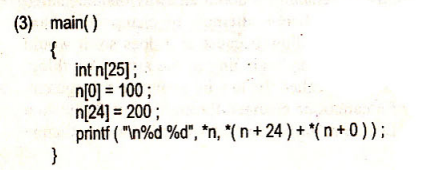 (3) main( )
{
int n[25] ;
n[0] = 100 ;
n[24] = 200 ;
printf ( "\n%d %d", *n, *( n + 24 ) + *( n + 0 ) ) ;
}